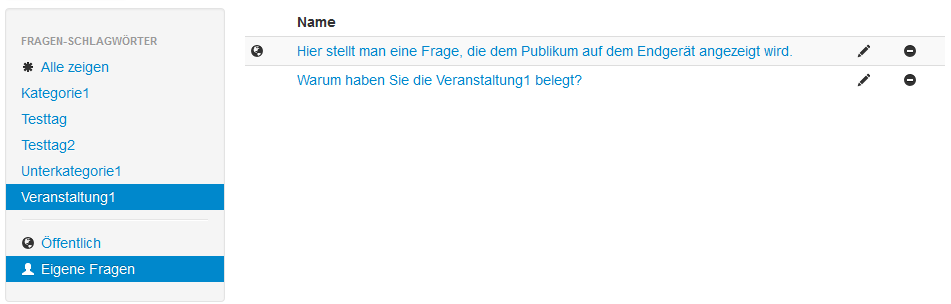 FRAGEN-SCHLAGWÖRTER
Alle zeigen
Kategorie1
Testtag
Testtag2
Unterkategorie1
Veranstaltung1
Öffentlich
Eigene Fragen
Name
Hier stellt man eine Frage, die dem Publikum auf dem Endgerät angezeigt wird.
Warum haben Sie die Veranstaltung1 belegt?